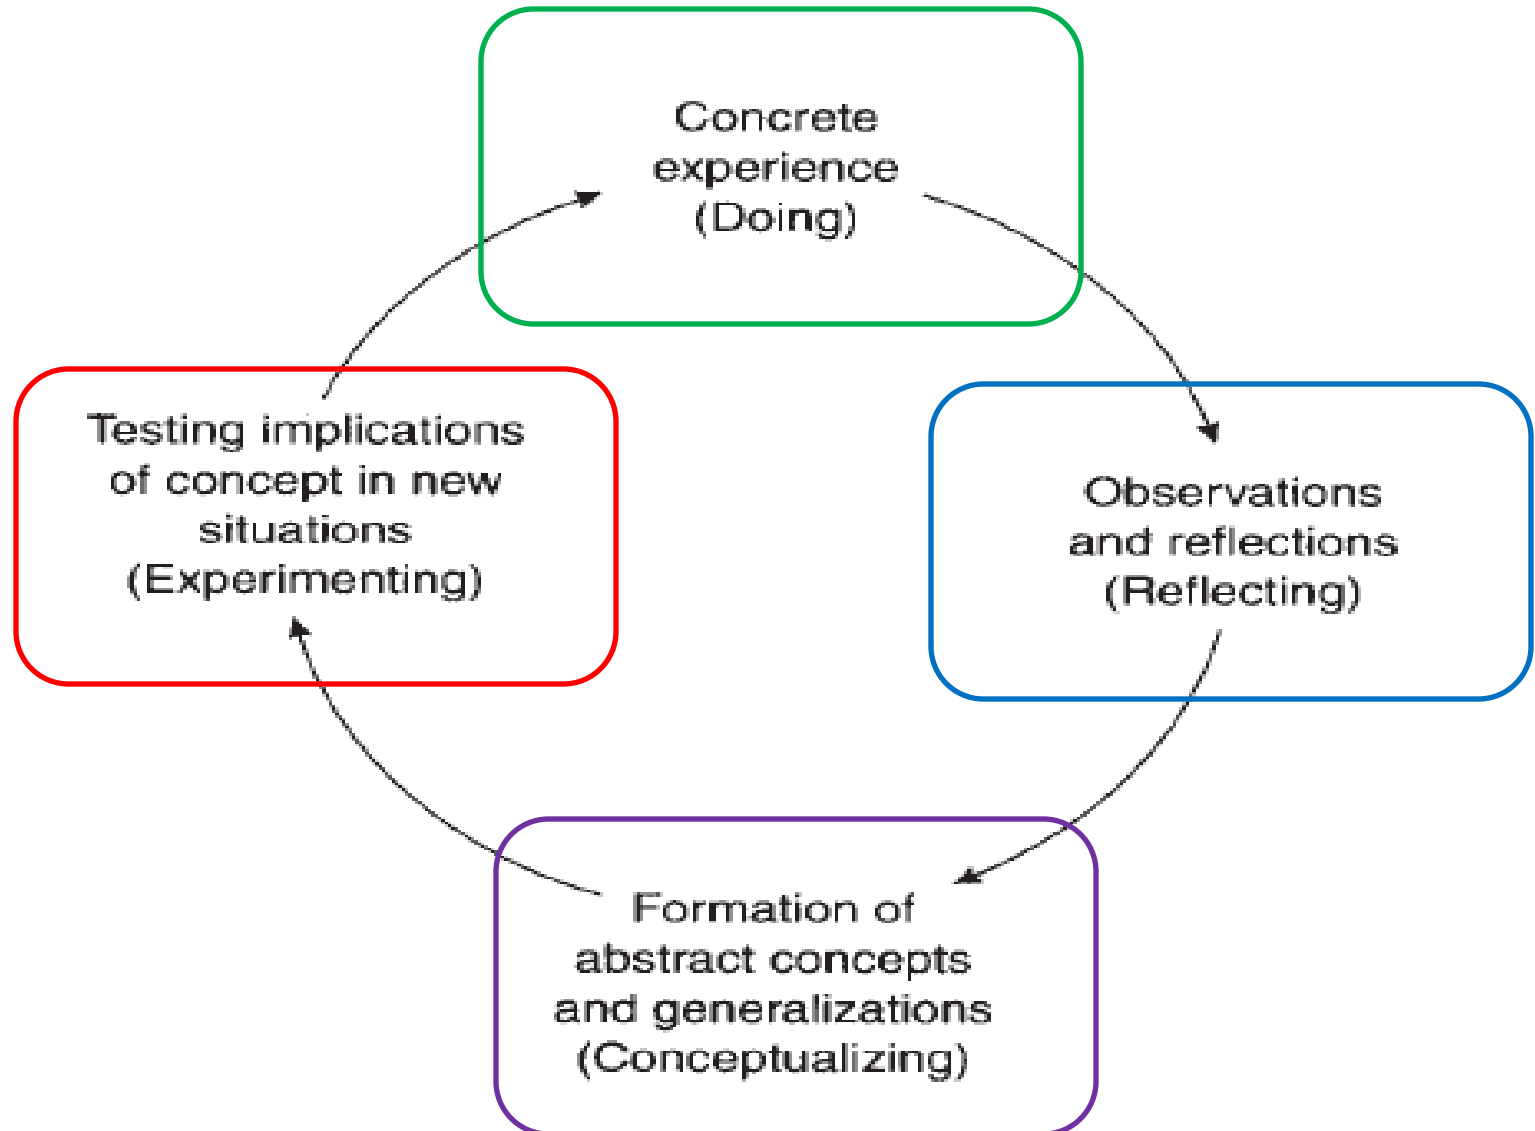 Concrete
experience
(Doing)
Observations
and reflections
(Reflecting)
Formation of
abstract concepts
and generalizations
(Conceptualizing)
Testing implications
of concept in new
situations
(Experimenting)